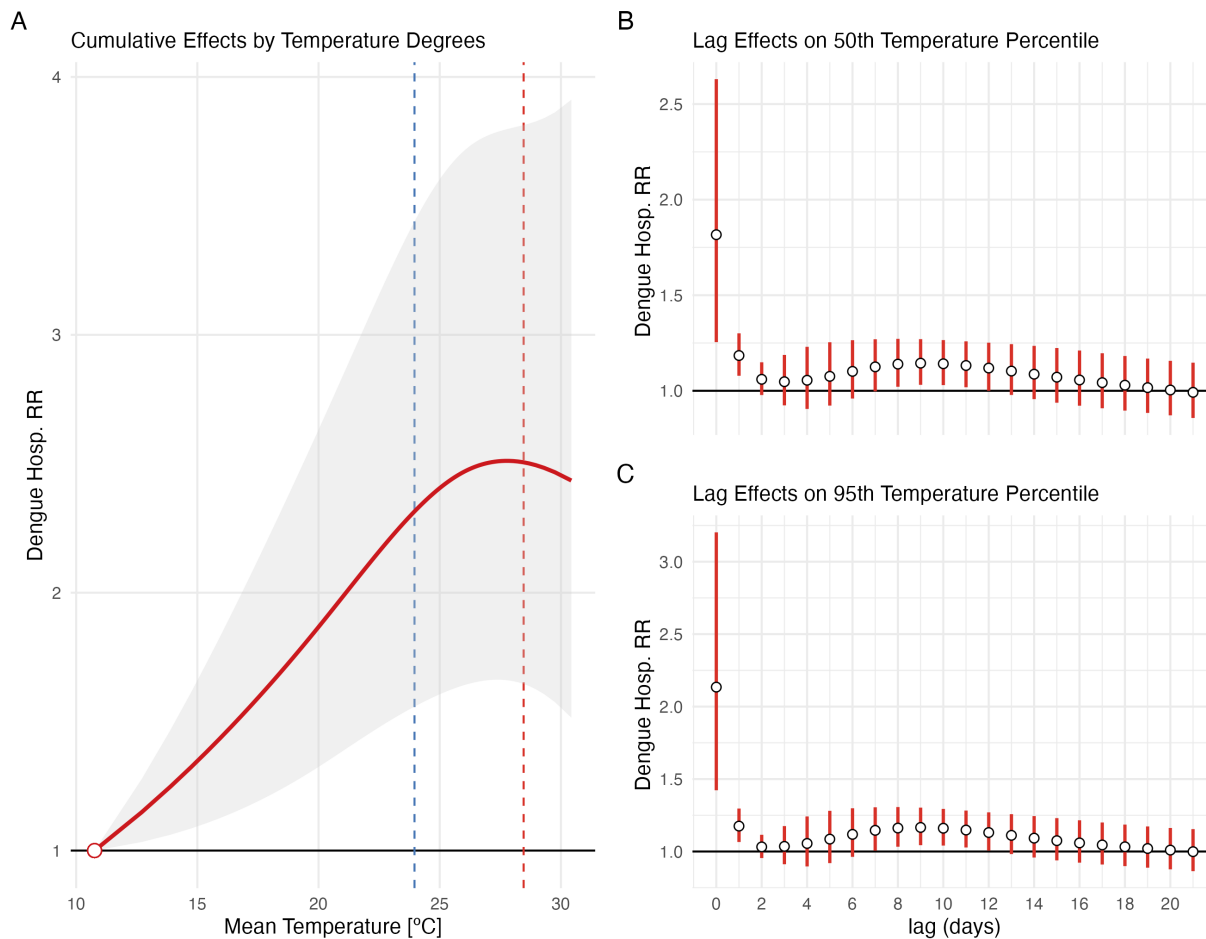 A
Cumulative Effects by Temperature Degrees
Dengue Hosp. RR
4
3
2
1
10 15 20 25 30
Mean Temperature [ºC]
B
Lag Effects on 50th Temperature Percentile
Dengue Hosp. RR
2.5
2.0
1.5
1.0
C
Lag Effects on 95th Temperature Percentile
Dengue Hosp. RR
3.0
2.5
2.0
1.5
1.0
0 2 4 6 8 10 12 14 16 18 20
lag (days)